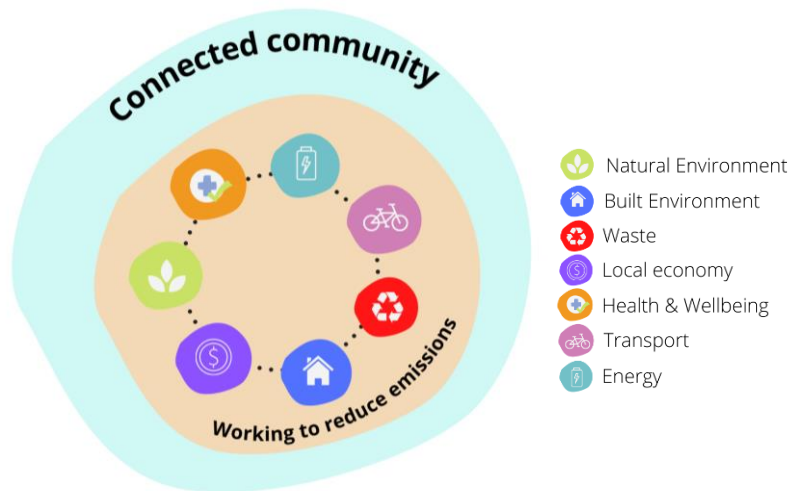 Connected community
Working to reduce emissions
Natural Environment
Built Environment
Waste
Local economy
Health & Wellbeing
Transport
Energy